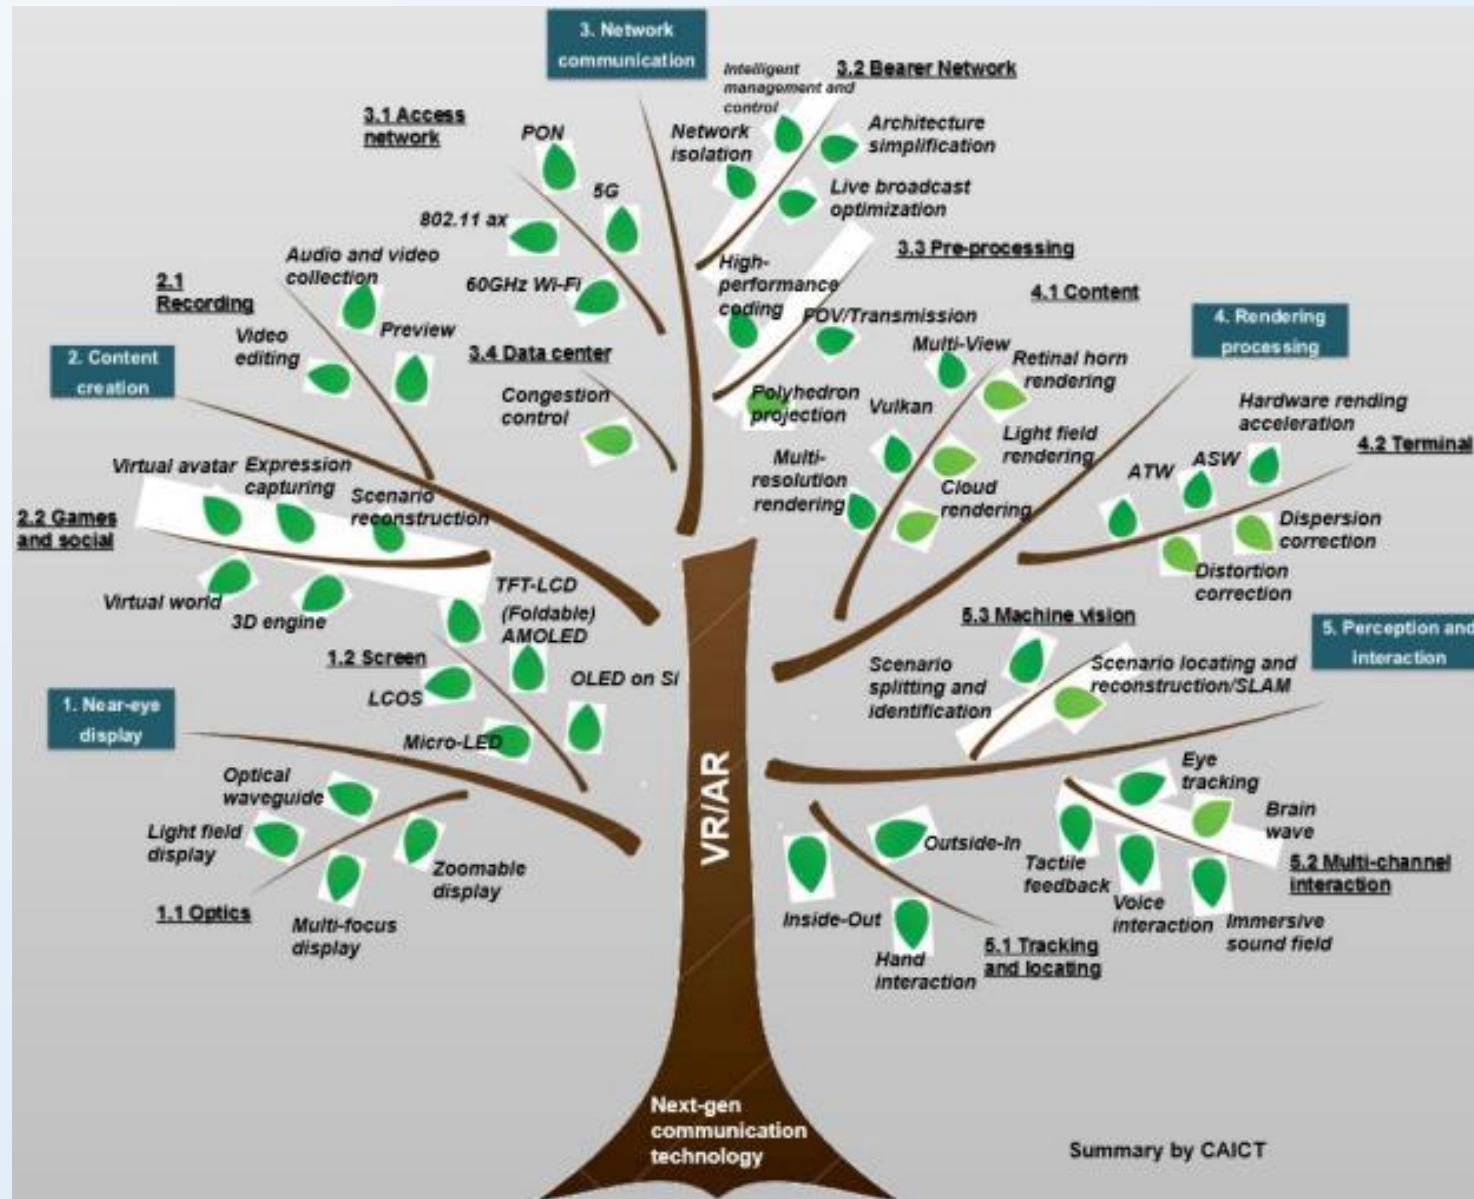 3. Network
communication
Intelligent
management and
control
3.2 Bearer Network
3.1 Access
network
PON
Network
isolation
Architecture
simplification
5G
Live broadcast
optimization
802.11 ax
Audio and video
collection
60GHz Wi-Fi
High-
performance
coding
3.3 Pre-processing
2.1
Recording
4.1 Content
Video
editing
Preview
FOV/Transmission
4. Rendering
processing
2. Content
creation
3.4 Data center
Multi-View
Retinal horn
rendering
Congestion
control
Polyhedron
projection
Vulkan
Hardware rending
acceleration
Light field
rendering
4.2 Terminal
Virtual avatar
Expression
capturing
Multi-
resolution
rendering
ATW
ASW
Scenario
reconstruction
Cloud
rendering
2.2 Games
and social
Dispersion
correction
Virtual world
3D engine
TFT-LCD
(Foldable)
AMOLED
Distortion
correction
5.3 Machine vision
1.2 Screen
5. Perception and
interaction
LCOS
OLED on Si
Scenario
splitting and
identification
Scenario locating and
reconstruction/SLAM
1. Near-eye
display
Micro-LED
VR/AR
Optical
waveguide
Eye
tracking
Light field
display
Brain
wave
Zoomable
display
Outside-In
Tactile
feedback
5.2 Multi-channel
interaction
1.1 Optics
Multi-focus
display
Inside-Out
Voice
interaction
Immersive
sound field
Hand
interaction
5.1 Tracking
and locating
Next-gen
communication
technology
Summary by CAICT